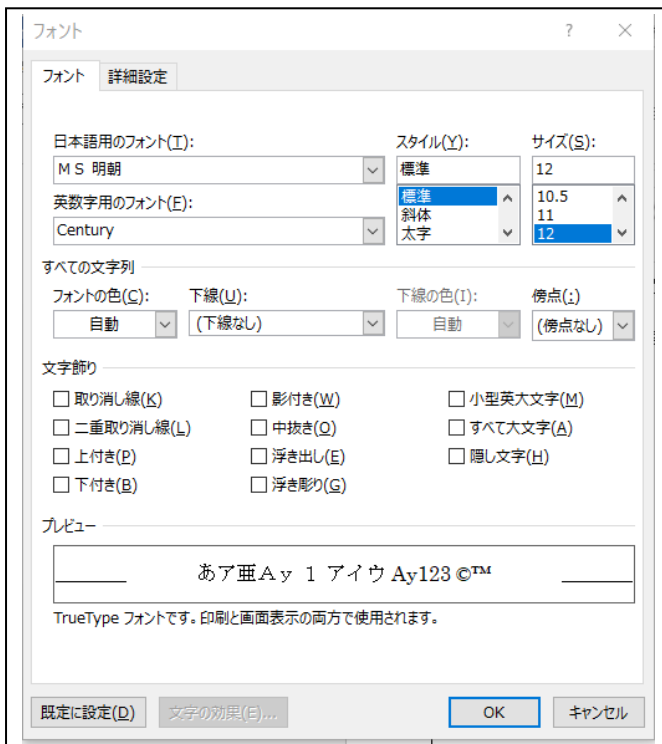 フォント ? ×
フォント 詳細設定
日本語用のフォント(T): スタイル(Y): サイズ(S):
ＭＳ 明朝 標準 12
英数字用のフォント(F): 標準 10.5
斜体 11
Century 太字 12
すべての文字列
フォントの色(C): 下線(U): 下線の色(I): 傍点(:)
自動 (下線なし) 自動 (傍点なし)
文字飾り
取り消し線(K) 影付き(W) 小型英大文字(M)
二重取り消し線(L) 中抜き(O) すべて大文字(A)
上付き(P) 浮き出し(E) 隠し文字(H)
下付き(B) 浮き彫り(G)
プレビュー
あア亜Ａｙ １ アイウ Ay123 ©™
TrueType フォントです。印刷と画面表示の両方で使用されます。
既定に設定(D) 文字の効果(E)... OK キャンセル